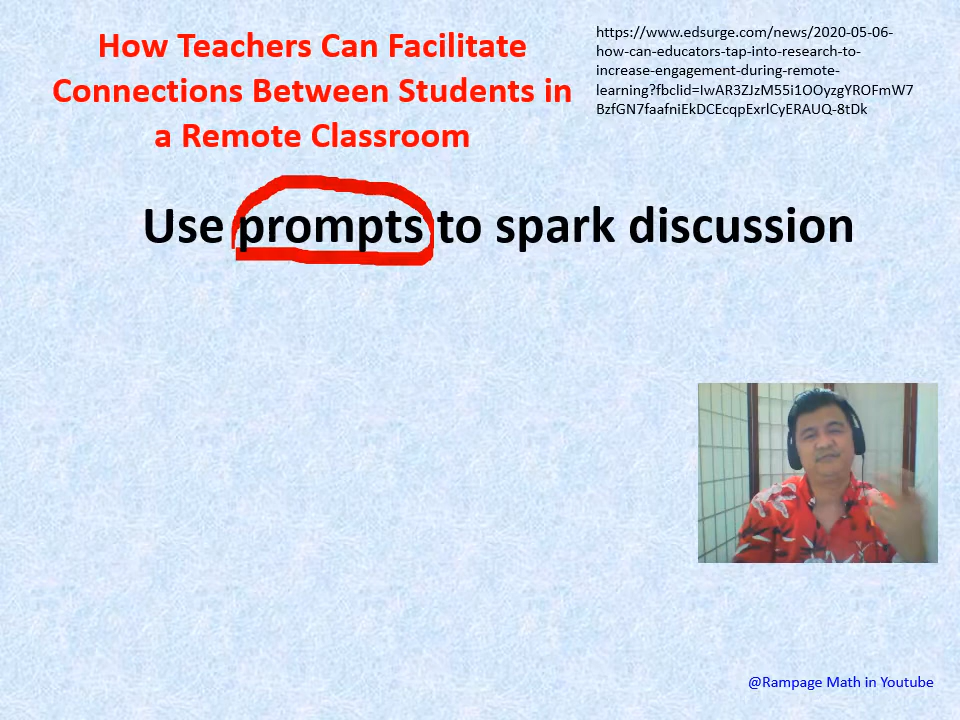 How Teachers Can Facilitate
Connections Between Students in
a Remote Classroom
https://www.edsurge.com/news/2020-05-06-
how-can-educators-tap-into-research-to-
increase-engagement-during-remote-
learning?fbclid=IwAR3ZJzM55i1OOyzgYROFmW7
BzfGN7faafniEkDCEcqpExrlCyERAUQ-8tDk
Use prompts to spark discussion
@Rampage Math in Youtube